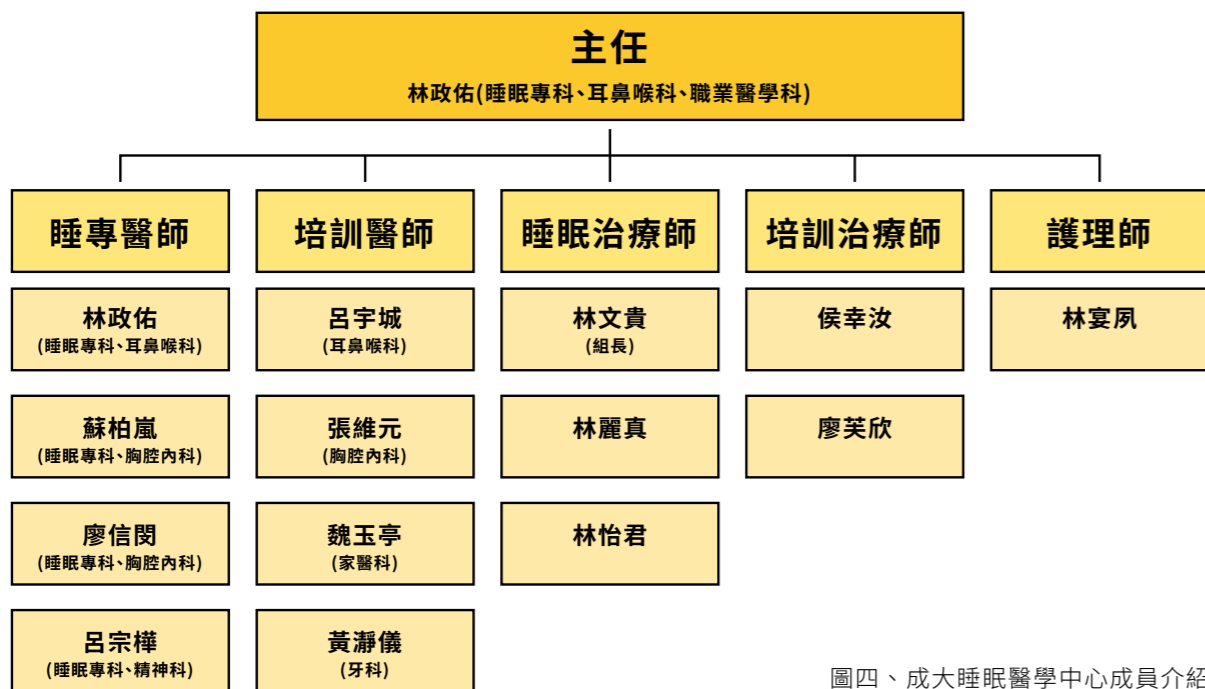 主任
林政佑(睡眠專科、耳鼻喉科、職業醫學科)
睡專醫師
林政佑
(睡眠專科、耳鼻喉科)
蘇柏嵐
(睡眠專科、胸腔內科)
廖信閔
(睡眠專科、胸腔內科)
呂宗樺
(睡眠專科、精神科)
培訓醫師
呂宇城
(耳鼻喉科)
張維元
(胸腔內科)
魏玉亭
(家醫科)
黃瀞儀
(牙科)
睡眠治療師
林文貴
(組長)
林麗真
林怡君
培訓治療師
侯幸汝
廖芙欣
護理師
林宴夙
圖四、成大睡眠醫學中心成員介紹